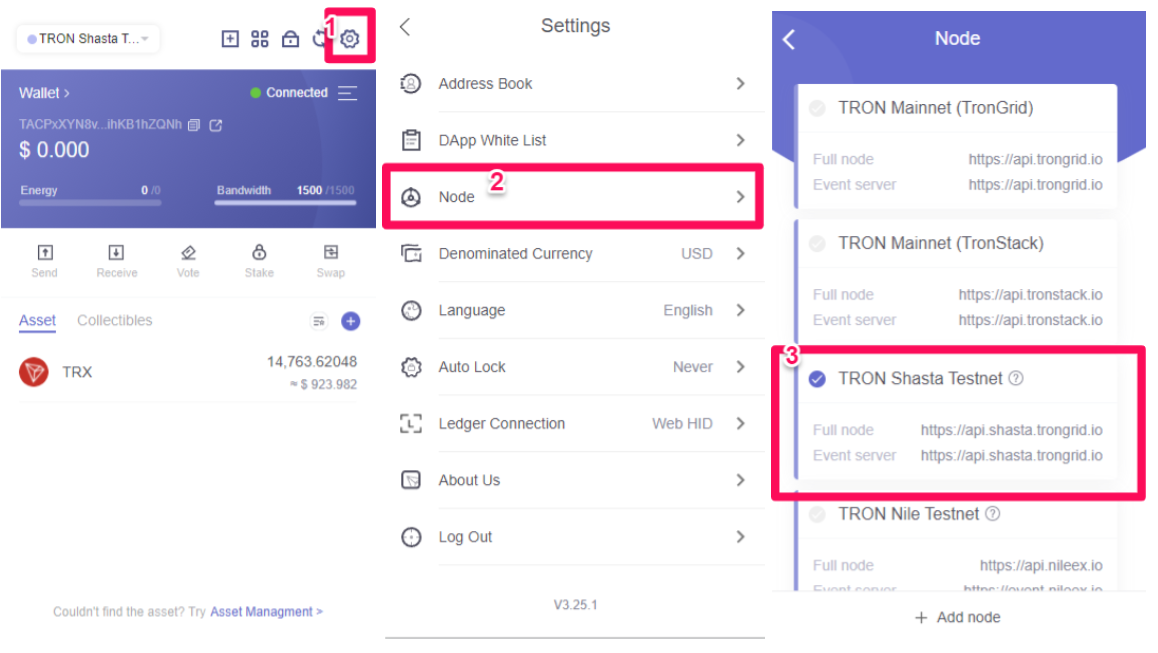 TRON Shasta T...
1
Wallet >
Connected
TACPxXYN8v...ihKB1hZQNh
$ 0.000
Energy 0 /0 Bandwidth 1500 /1500
Send Receive Vote Stake Swap
Asset Collectibles
TRX 14,763.62048
≈ $ 923.982
Couldn't find the asset? Try Asset Managment >
Settings
Address Book
DApp White List
2
Node
Denominated Currency USD
Language English
Auto Lock Never
Ledger Connection Web HID
About Us
Log Out
V3.25.1
Node
TRON Mainnet (TronGrid)
Full node https://api.trongrid.io
Event server https://api.trongrid.io
TRON Mainnet (TronStack)
Full node https://api.tronstack.io
Event server https://api.tronstack.io
3
TRON Shasta Testnet
Full node https://api.shasta.trongrid.io
Event server https://api.shasta.trongrid.io
TRON Nile Testnet
Full node https://api.nileex.io
Event server https://event.nileex.io
+ Add node